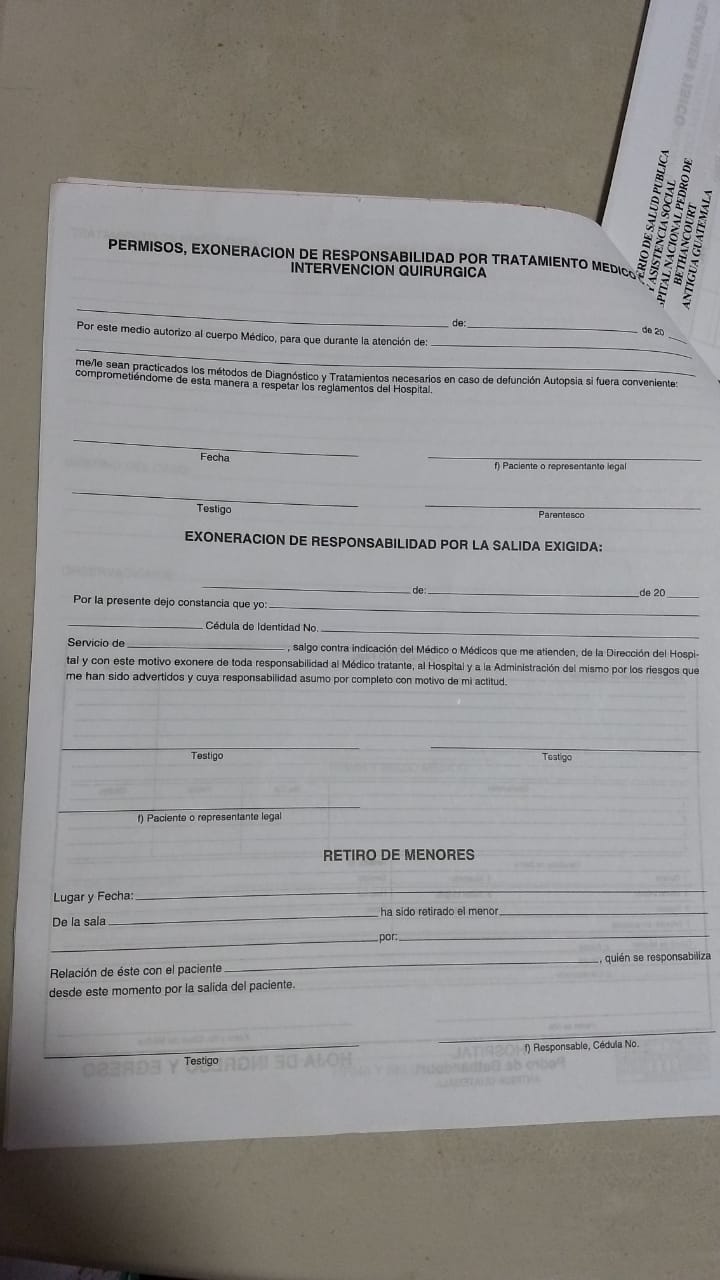 PERMISOS, EXONERACION DE RESPONSABILIDAD POR TRATAMIENTO MEDICO
INTERVENCION QUIRURGICA
de: de 20
Por este medio autorizo al cuerpo Médico, para que durante la atención de:
me/le sean practicados los métodos de Diagnóstico y Tratamientos necesarios en caso de defunción Autopsia si fuera conveniente:
comprometiéndome de esta manera a respetar los reglamentos del Hospital.
Fecha f) Paciente o representante legal
Testigo Parentesco
EXONERACION DE RESPONSABILIDAD POR LA SALIDA EXIGIDA:
de: de 20
Por la presente dejo constancia que yo:
Cédula de Identidad No.
Servicio de , salgo contra indicación del Médico o Médicos que me atienden, de la Dirección del Hospi-
tal y con este motivo exonere de toda responsabilidad al Médico tratante, al Hospital y a la Administración del mismo por los riesgos que
me han sido advertidos y cuya responsabilidad asumo por completo con motivo de mi actitud.
Testigo Testigo
f) Paciente o representante legal
RETIRO DE MENORES
Lugar y Fecha:
De la sala ha sido retirado el menor
por:
Relación de éste con el paciente , quién se responsabiliza
desde este momento por la salida del paciente.
Testigo f) Responsable, Cédula No.
DE SALUD PUBLICA
ASISTENCIA SOCIAL
NACIONAL PEDRO DE
BETHANCOURT
ANTIGUA GUATEMALA
HOJA DE INGRESO Y EGRESO